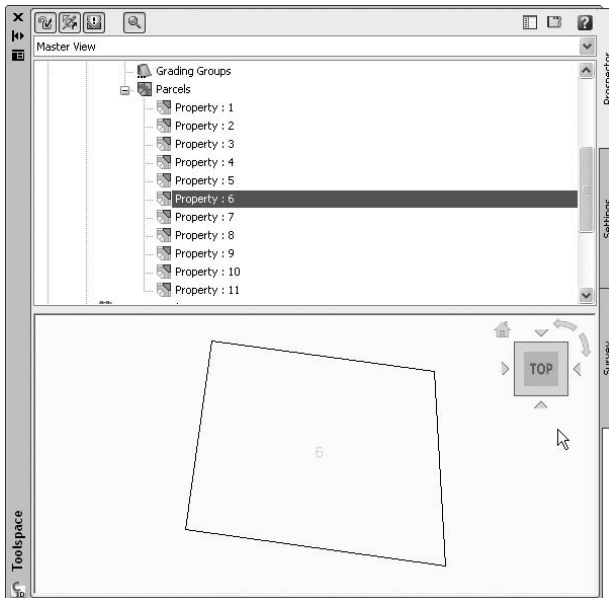 Master View
Prospector
Grading Groups
Parcels
Property : 1
Property : 2
Property : 3
Property : 4
Property : 5
Property : 6
Property : 7
Property : 8
Property : 9
Property : 10
Property : 11
Settings
Survey
TOP
6
Toolspace
3D